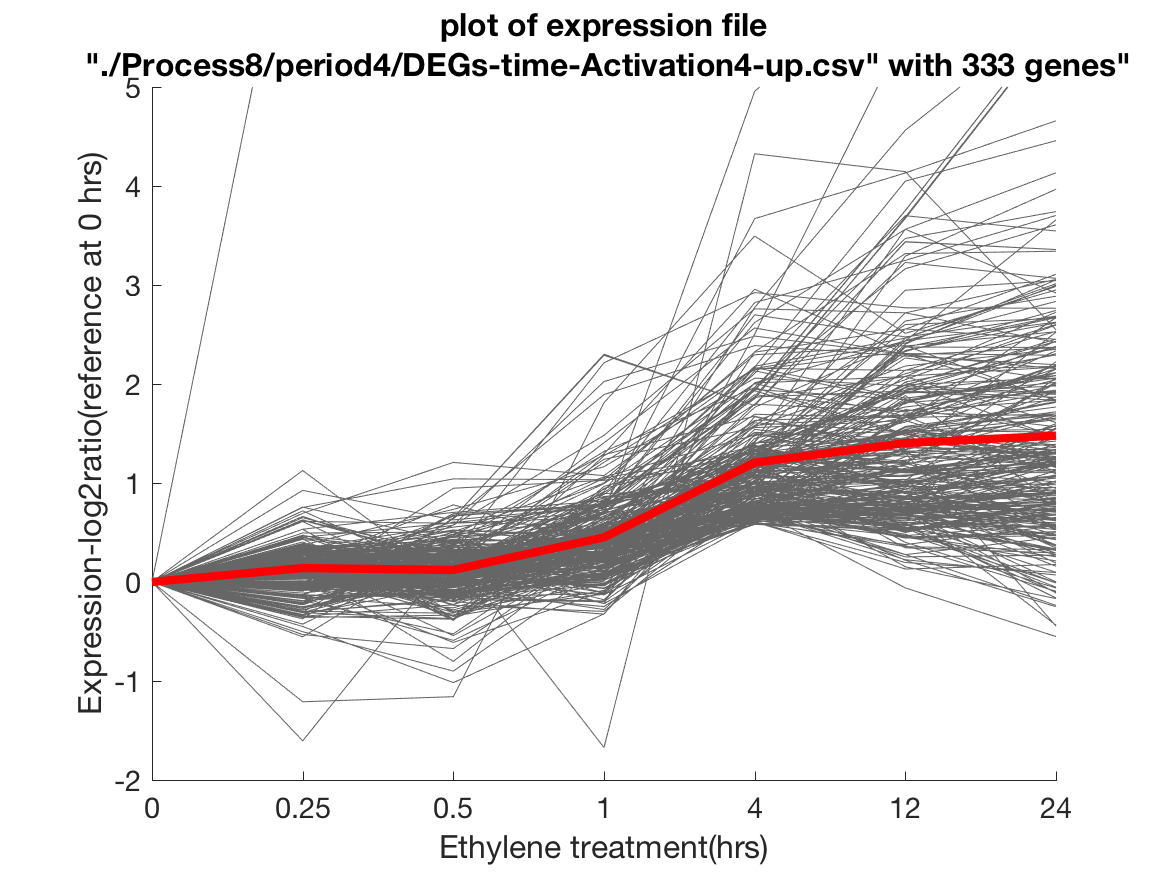 plot of expression file
"./Process8/period4/DEGs-time-Activation4-up.csv" with 333 genes"
Expression-log2ratio(reference at 0 hrs)
5
4
3
2
1
0
-1
-2
0 0.25 0.5 1 4 12 24
Ethylene treatment(hrs)